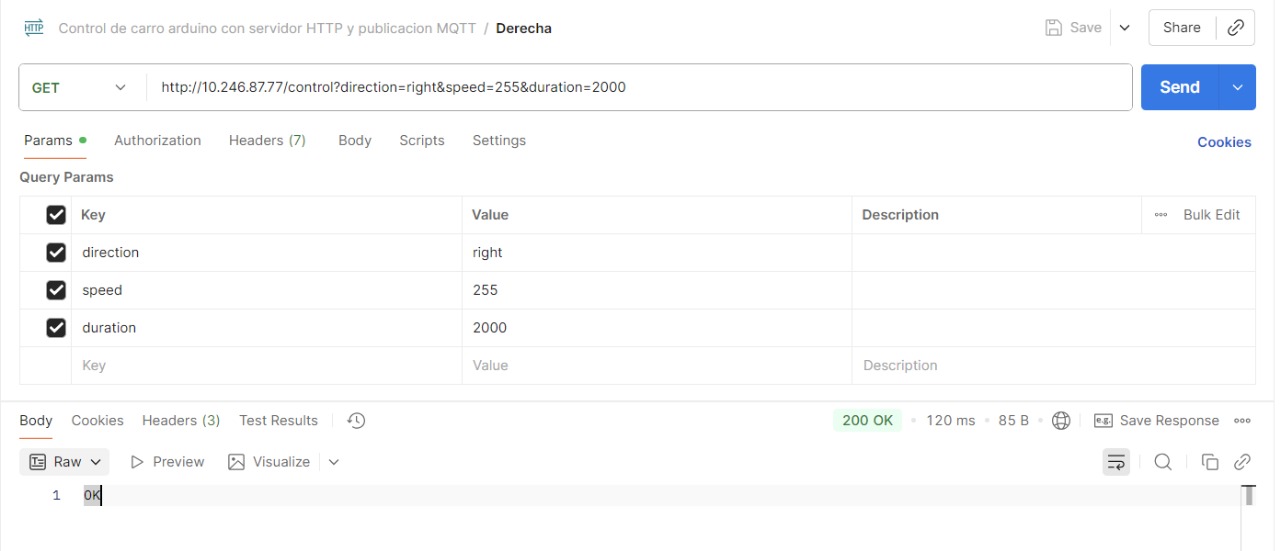 HTTP Control de carro arduino con servidor HTTP y publicacion MQTT / Derecha Save Share
GET http://10.246.87.77/control?direction=right&speed=255&duration=2000 Send
Params Authorization Headers (7) Body Scripts Settings Cookies
Query Params
Key Value Description Bulk Edit
direction right
speed 255
duration 2000
Key Value Description
Body Cookies Headers (3) Test Results 200 OK • 120 ms • 85 B • e.g. Save Response
Raw Preview Visualize
1 OK